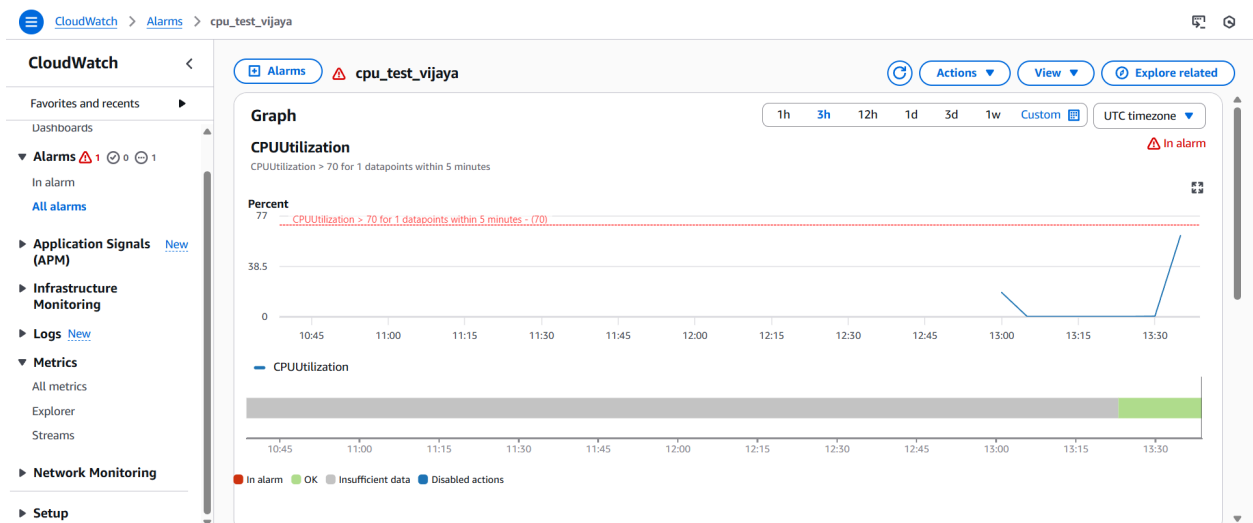 CloudWatch > Alarms > cpu_test_vijaya
CloudWatch
Favorites and recents
Dashboards
Alarms 1 0 1
In alarm
All alarms
Application Signals New
(APM)
Infrastructure
Monitoring
Logs New
Metrics
All metrics
Explorer
Streams
Network Monitoring
Setup
Alarms
cpu_test_vijaya
Actions
View
Explore related
Graph
1h 3h 12h 1d 3d 1w Custom
UTC timezone
CPUUtilization
In alarm
CPUUtilization > 70 for 1 datapoints within 5 minutes
Percent
77
CPUUtilization > 70 for 1 datapoints within 5 minutes - (70)
38.5
0
10:45 11:00 11:15 11:30 11:45 12:00 12:15 12:30 12:45 13:00 13:15 13:30
CPUUtilization
10:45 11:00 11:15 11:30 11:45 12:00 12:15 12:30 12:45 13:00 13:15 13:30
In alarm OK Insufficient data Disabled actions